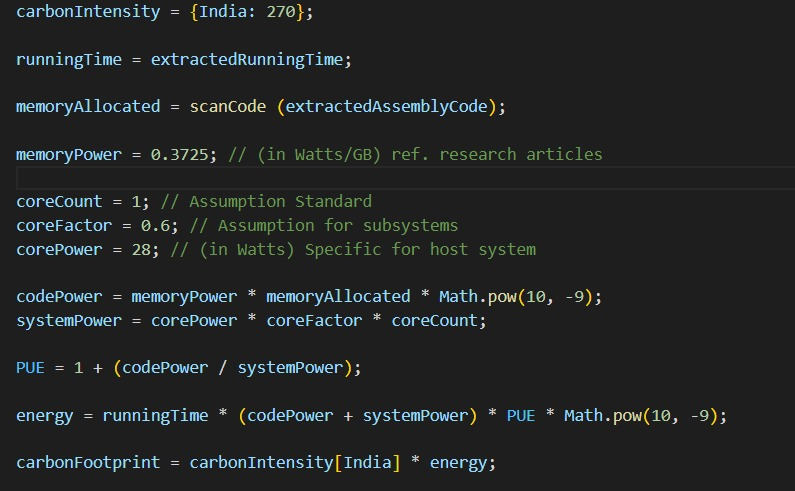 carbonIntensity = {India: 270};
runningTime = extractedRunningTime;
memoryAllocated = scanCode (extractedAssemblyCode);
memoryPower = 0.3725; // (in Watts/GB) ref. research articles
coreCount = 1; // Assumption Standard
coreFactor = 0.6; // Assumption for subsystems
corePower = 28; // (in Watts) Specific for host system
codePower = memoryPower * memoryAllocated * Math.pow(10, -9);
systemPower = corePower * coreFactor * coreCount;
PUE = 1 + (codePower / systemPower);
energy = runningTime * (codePower + systemPower) * PUE * Math.pow(10, -9);
carbonFootprint = carbonIntensity[India] * energy;